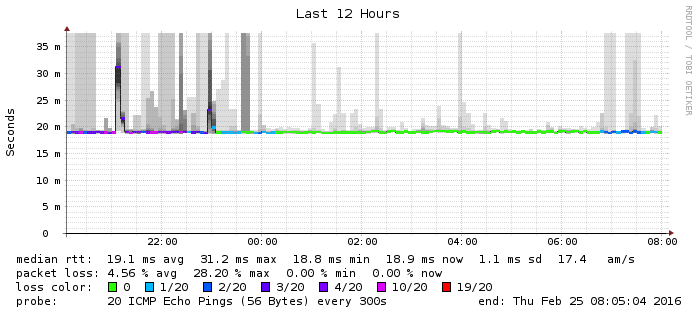 Last 12 Hours
RRDTOOL / TOBI OETIKER
Seconds
35 m
30 m
25 m
20 m
15 m
10 m
5 m
0
22:00 00:00 02:00 04:00 06:00 08:00
median rtt: 19.1 ms avg 31.2 ms max 18.8 ms min 18.9 ms now 1.1 ms sd 17.4 am/s
packet loss: 4.56 % avg 28.20 % max 0.00 % min 0.00 % now
loss color: 0 1/20 2/20 3/20 4/20 10/20 19/20
probe: 20 ICMP Echo Pings (56 Bytes) every 300s end: Thu Feb 25 08:05:04 2016